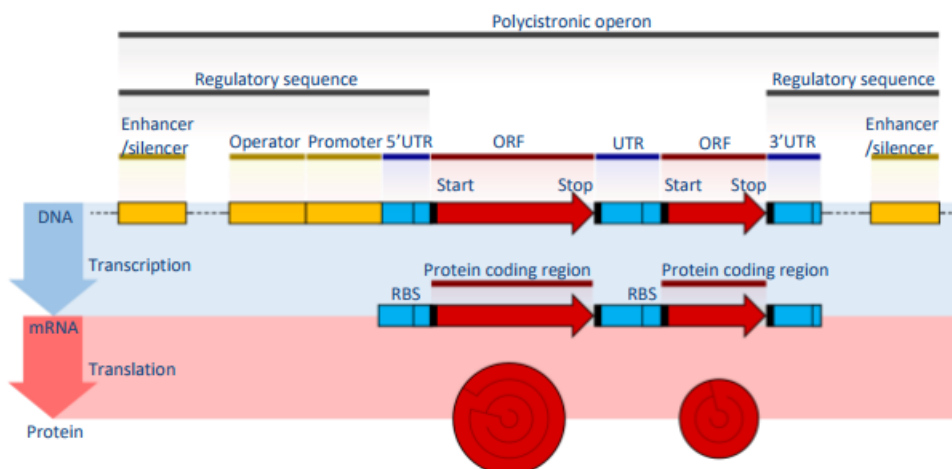 Polycistronic operon
Regulatory sequence
Regulatory sequence
Enhancer
/silencer
Operator
Promoter
5'UTR
ORF
UTR
ORF
3'UTR
Enhancer
/silencer
Start
Stop
Start
Stop
DNA
Transcription
Protein coding region
Protein coding region
RBS
RBS
mRNA
Translation
Protein